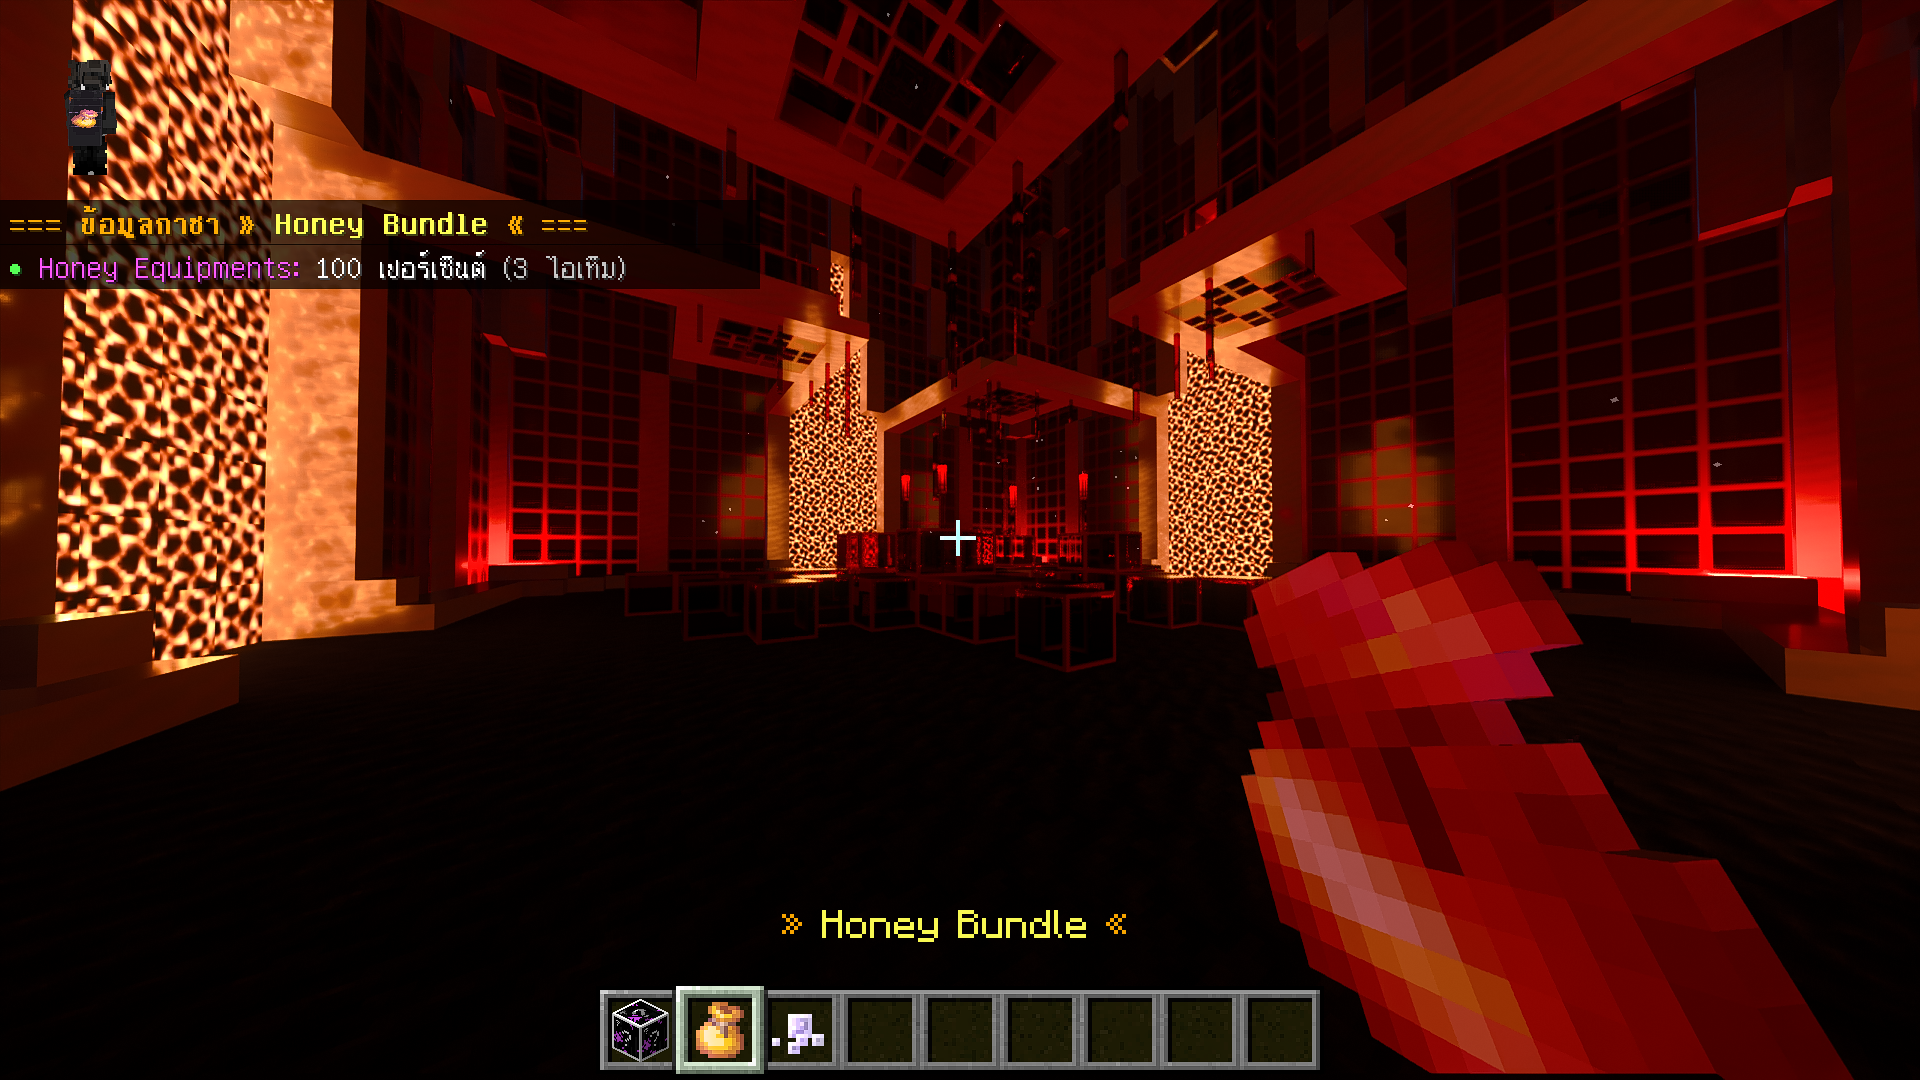 === ข้อมูลกาชา » Honey Bundle « ===
• Honey Equipments: 100 เปอร์เซ็นต์ (3 ไอเท็ม)
» Honey Bundle «